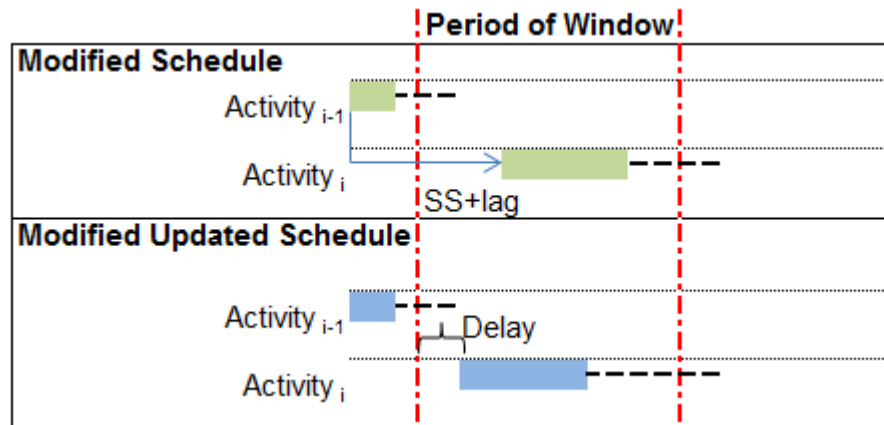 Period of Window
Modified Schedule
Activity i-1
Activity i
SS+lag
Modified Updated Schedule
Activity i-1
Delay
Activity i